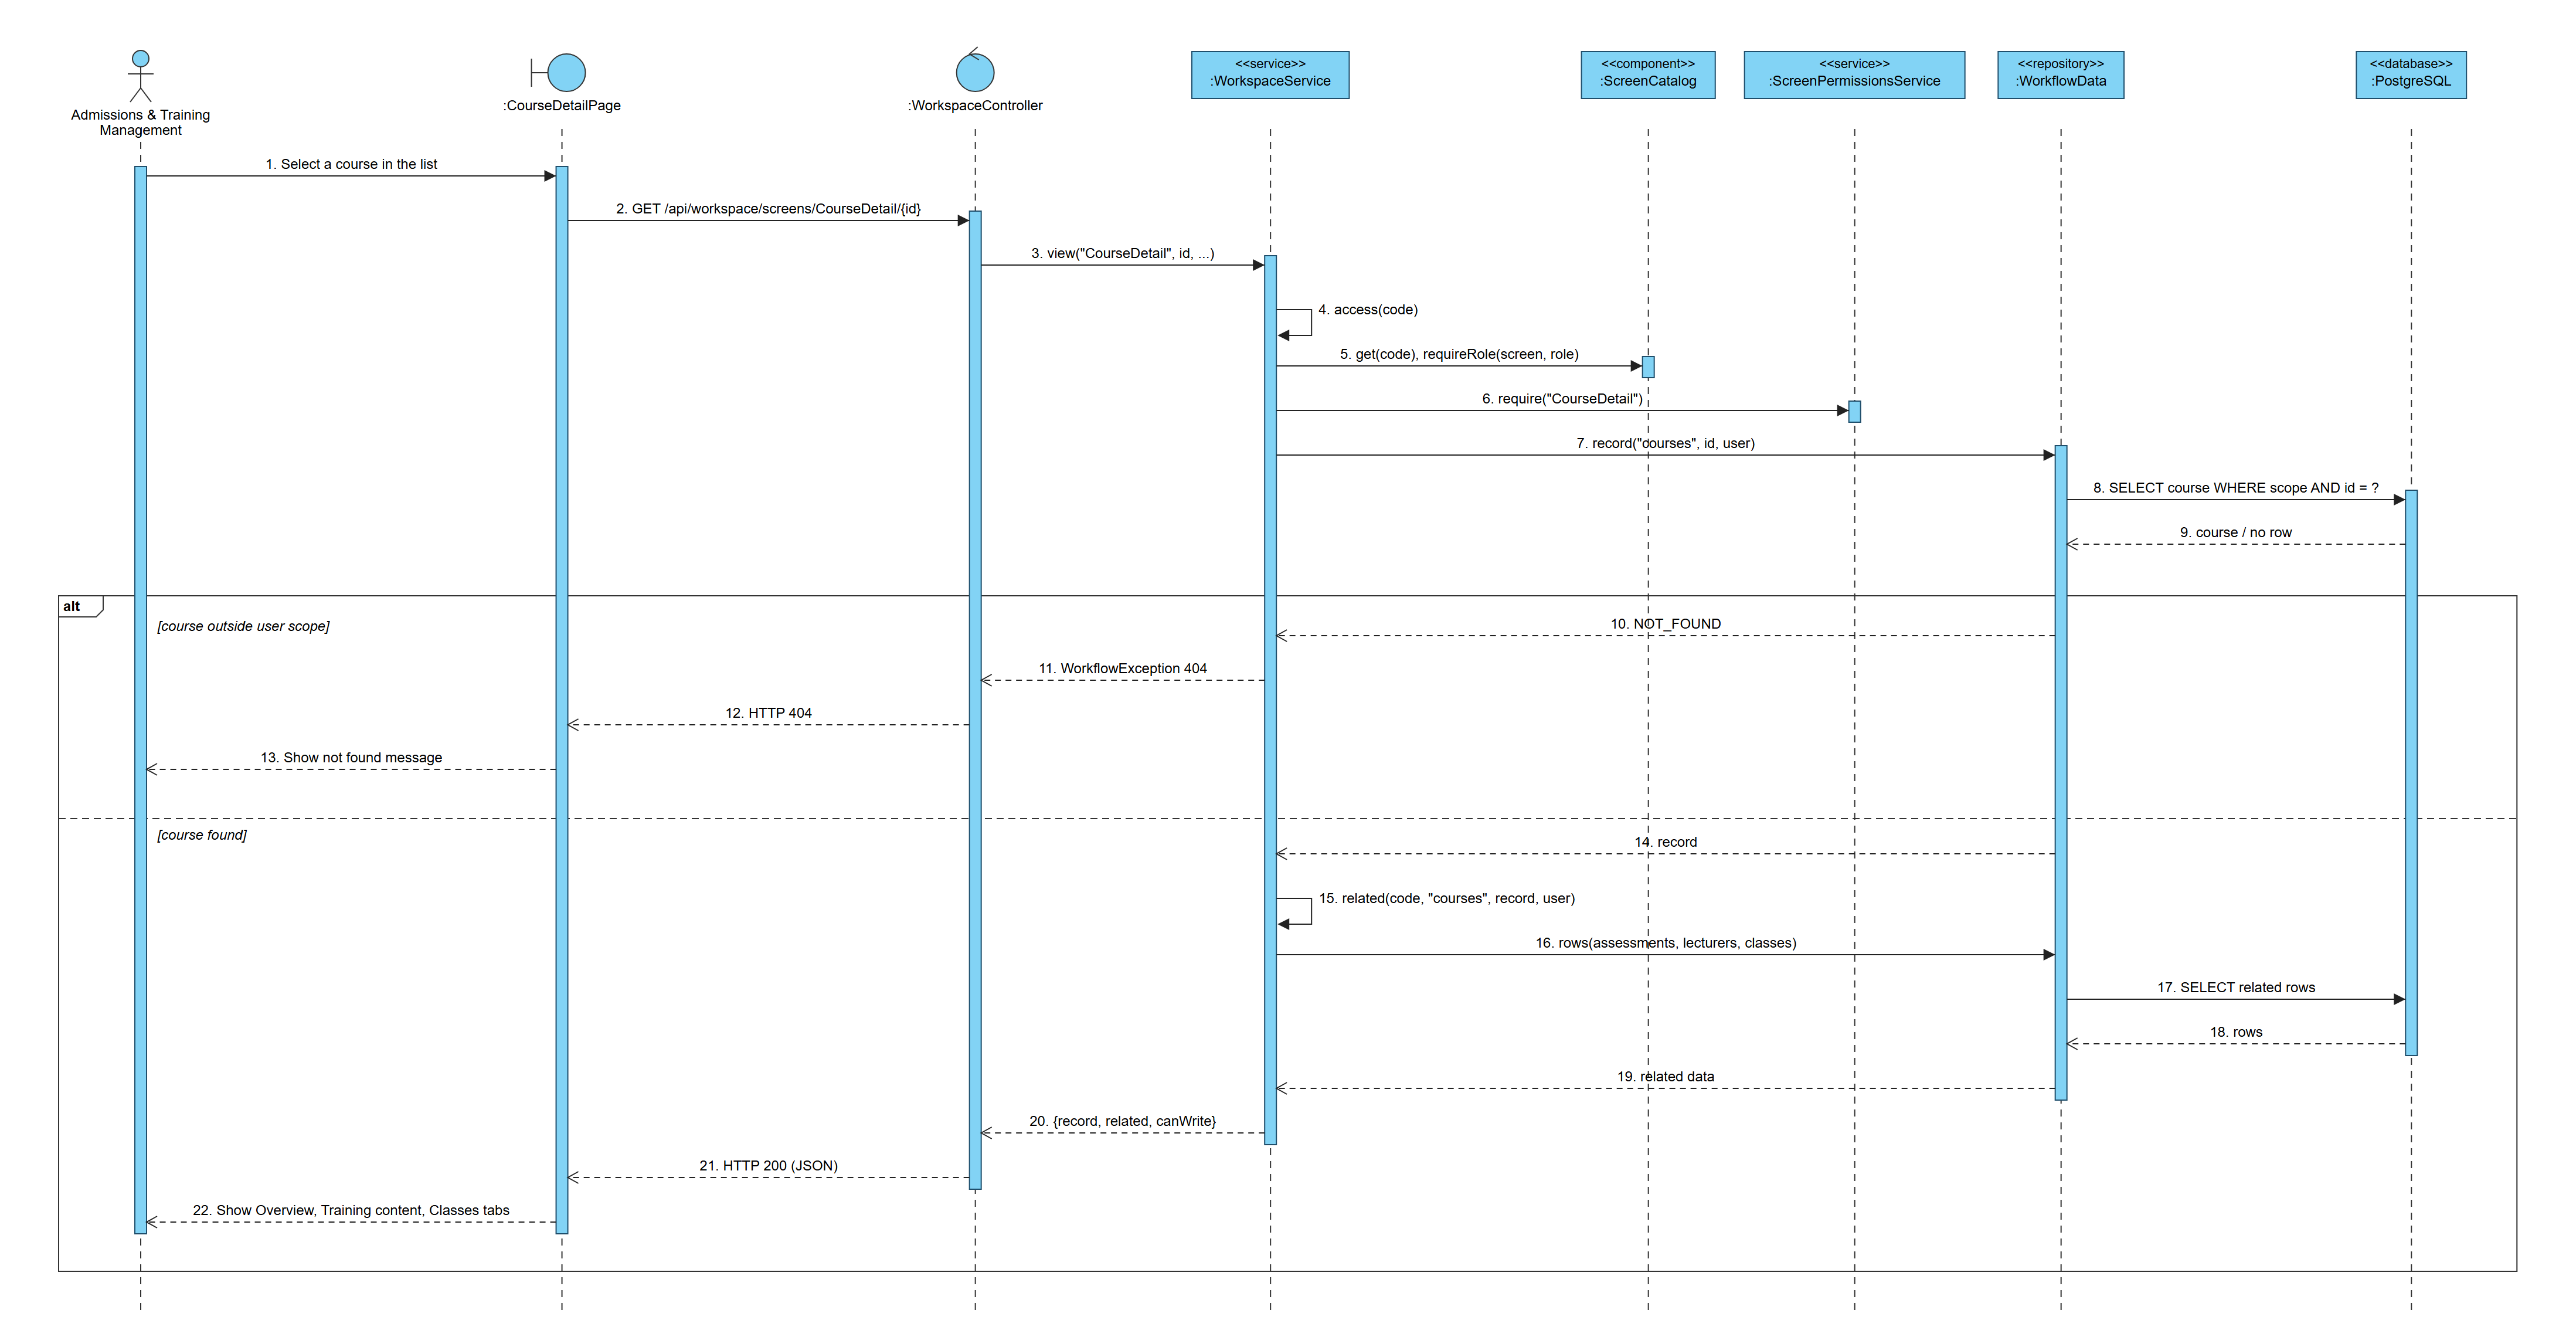 Admissions & Training
Management
:CourseDetailPage
:WorkspaceController
<<service>>
:WorkspaceService
<<component>>
:ScreenCatalog
<<service>>
:ScreenPermissionsService
<<repository>>
:WorkflowData
<<database>>
:PostgreSQL
1. Select a course in the list
2. GET /api/workspace/screens/CourseDetail/{id}
3. view("CourseDetail", id, ...)
4. access(code)
5. get(code), requireRole(screen, role)
6. require("CourseDetail")
7. record("courses", id, user)
8. SELECT course WHERE scope AND id = ?
9. course / no row
alt
[course outside user scope]
10. NOT_FOUND
11. WorkflowException 404
12. HTTP 404
13. Show not found message
[course found]
14. record
15. related(code, "courses", record, user)
16. rows(assessments, lecturers, classes)
17. SELECT related rows
18. rows
19. related data
20. {record, related, canWrite}
21. HTTP 200 (JSON)
22. Show Overview, Training content, Classes tabs